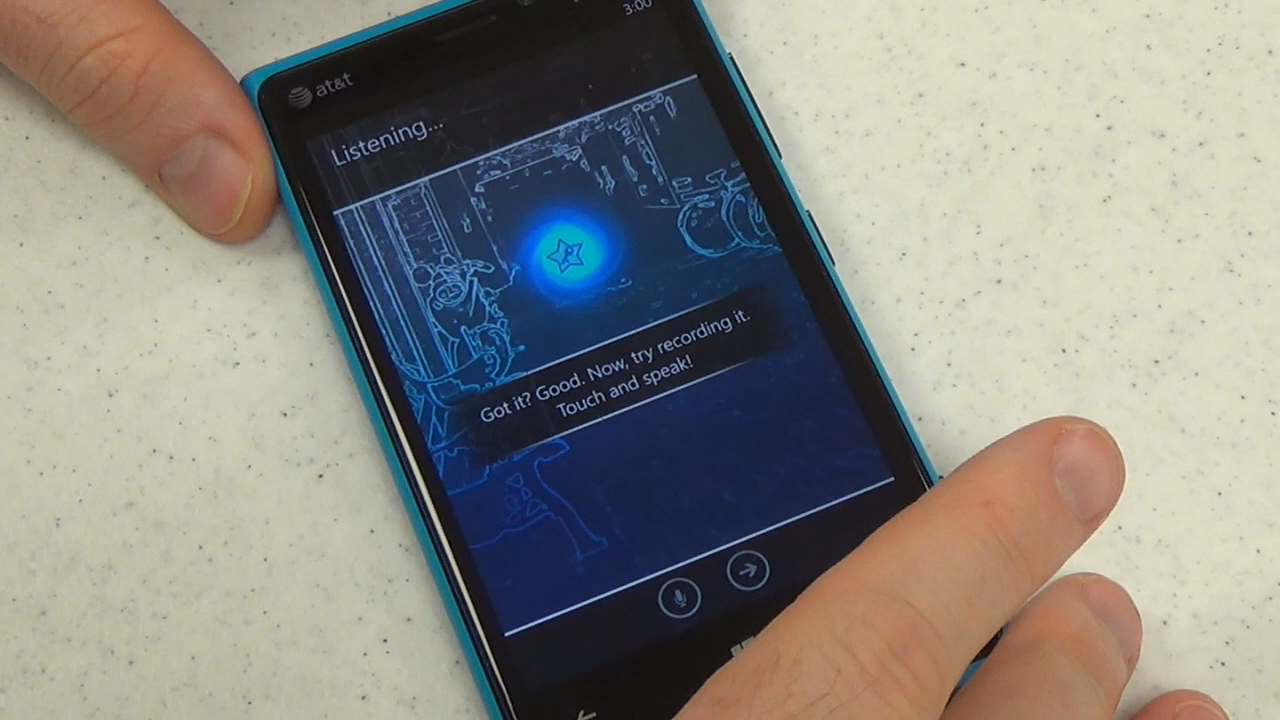 3:00
at&t
Listening...
Got it? Good. Now, try recording it.
Touch and speak!